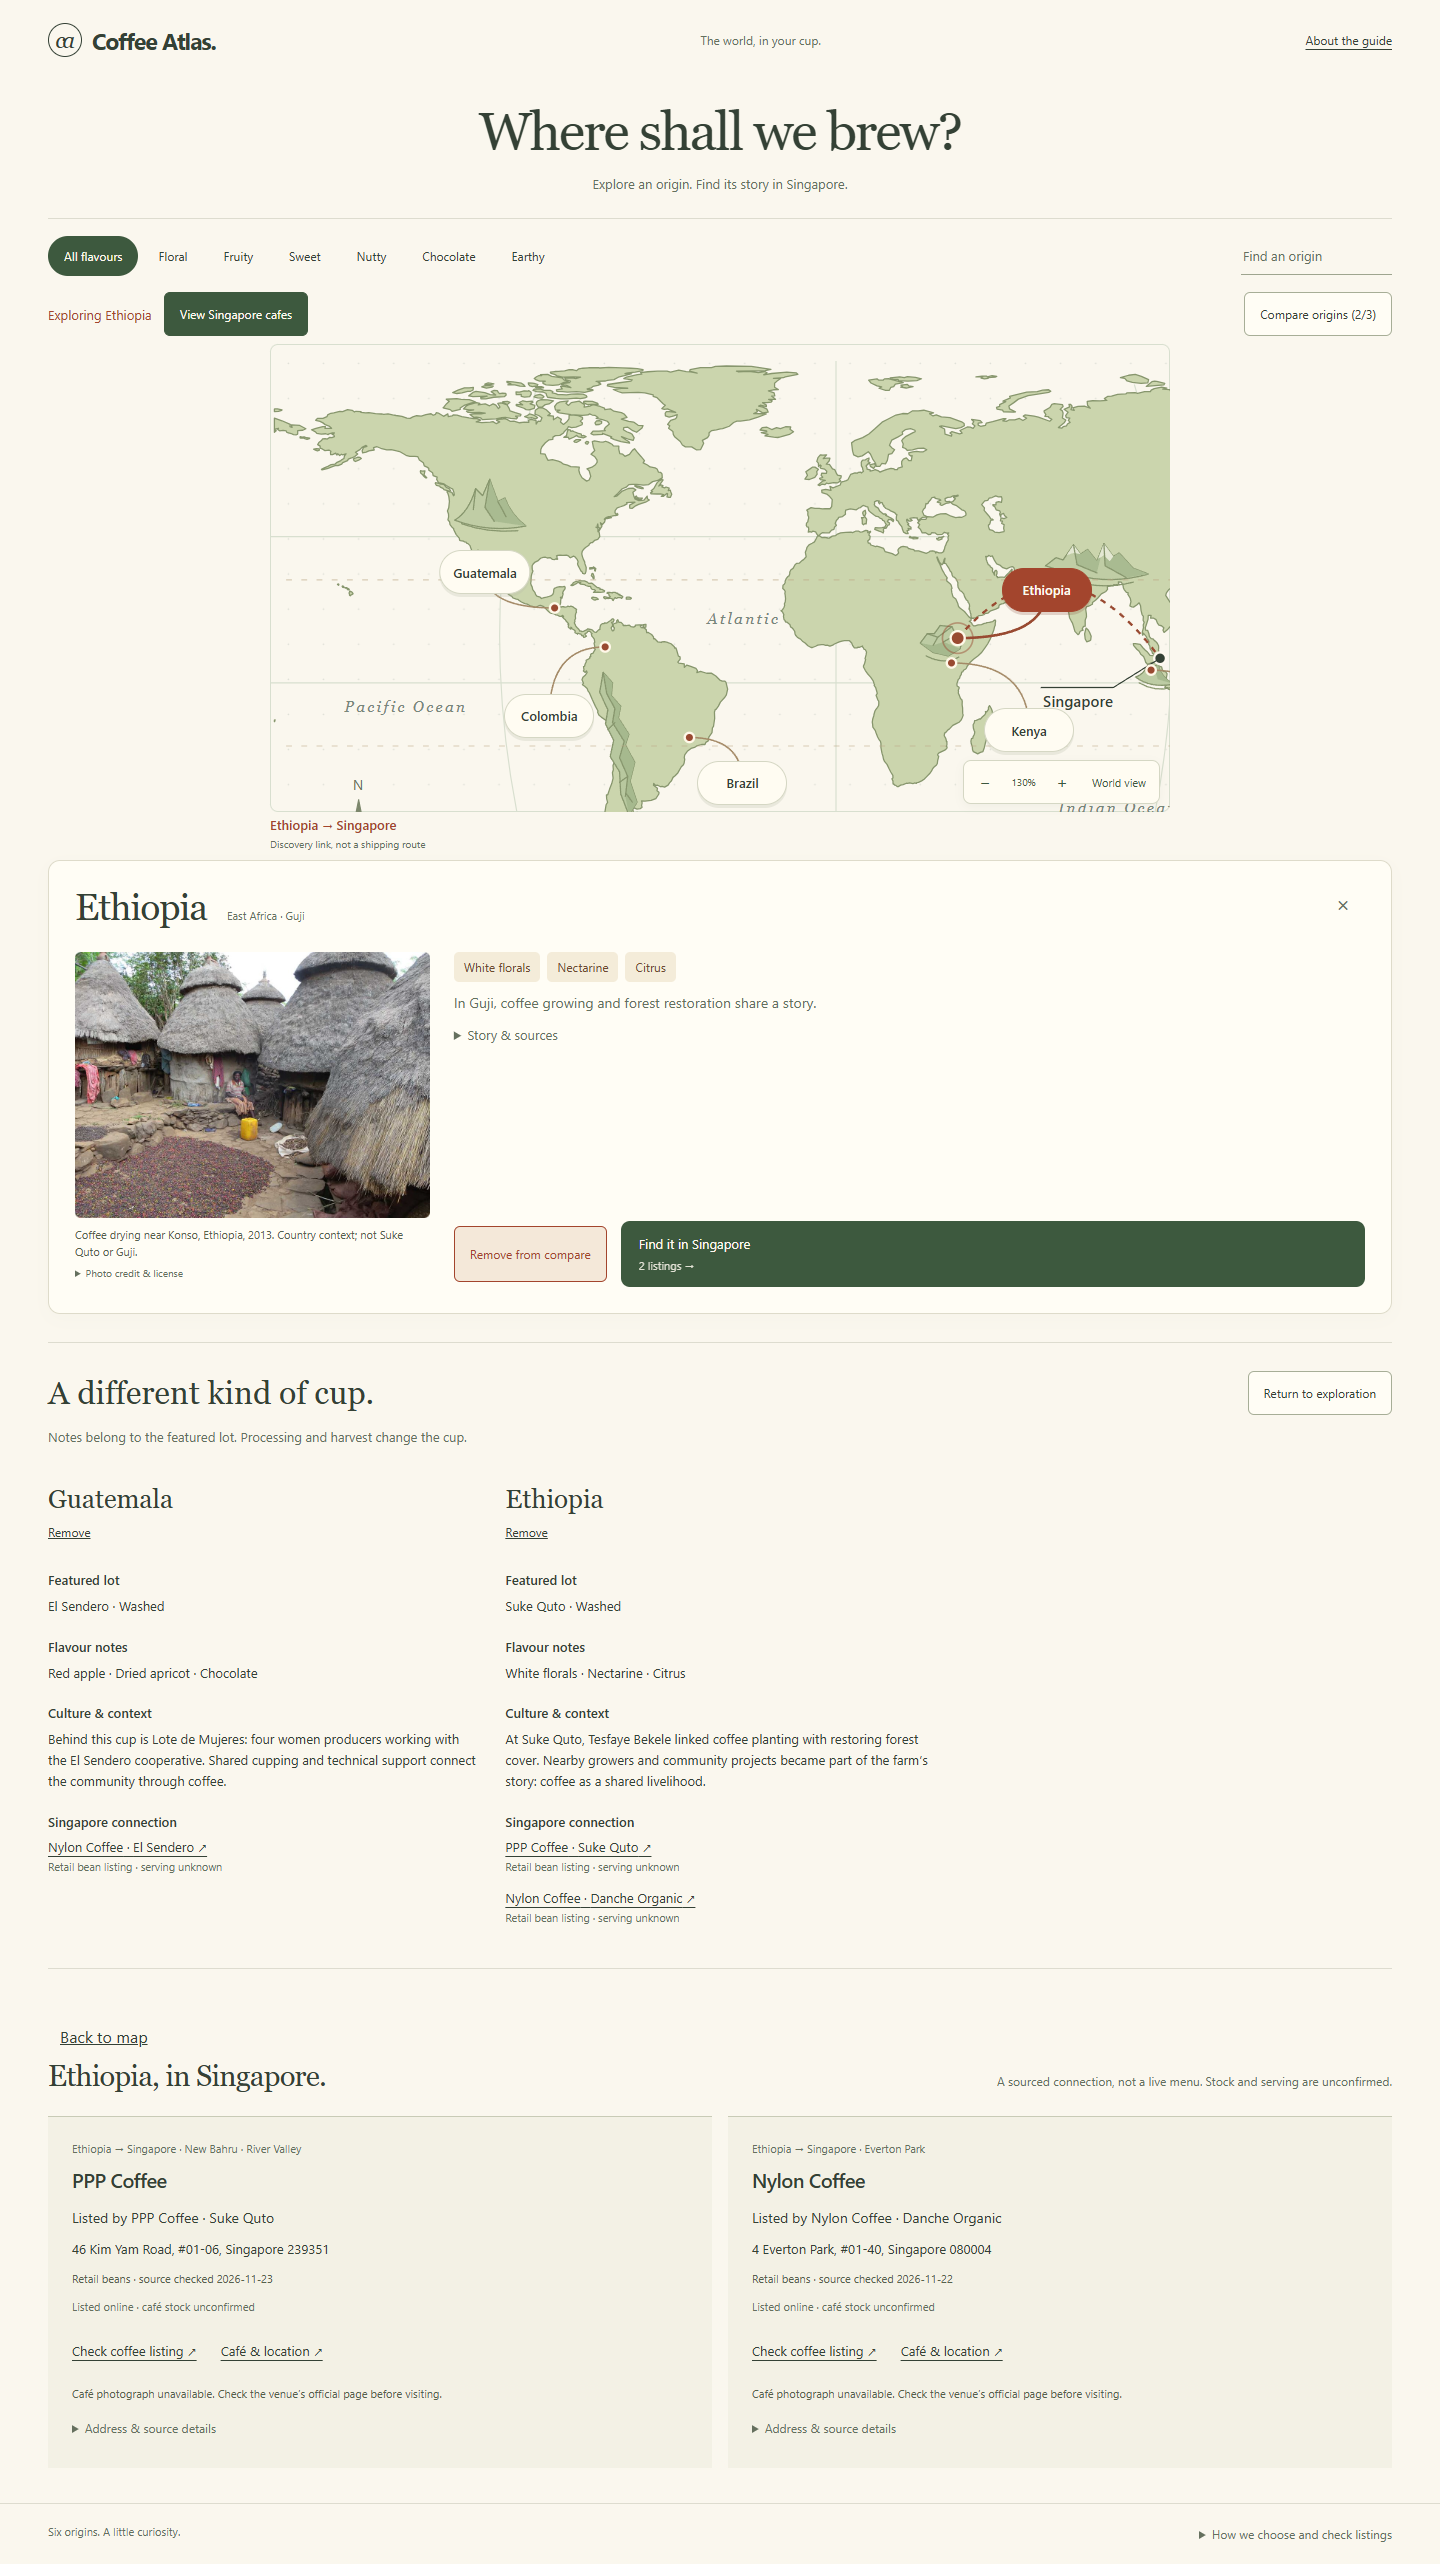 ca Coffee Atlas.
The world, in your cup.
About the guide
Where shall we brew?
Explore an origin. Find its story in Singapore.
All flavours
Floral
Fruity
Sweet
Nutty
Chocolate
Earthy
Find an origin
Exploring Ethiopia
View Singapore cafes
Compare origins (2/3)
Guatemala
Ethiopia
Atlantic
Singapore
Pacific Ocean
Colombia
Kenya
Brazil
N
− 130% + World view
Indian Ocea
Ethiopia → Singapore
Discovery link, not a shipping route
Ethiopia
East Africa · Guji
×
White florals
Nectarine
Citrus
In Guji, coffee growing and forest restoration share a story.
▶ Story & sources
Coffee drying near Konso, Ethiopia, 2013. Country context; not Suke
Quto or Guji.
▶ Photo credit & license
Remove from compare
Find it in Singapore
2 listings →
A different kind of cup.
Return to exploration
Notes belong to the featured lot. Processing and harvest change the cup.
Guatemala
Remove
Featured lot
El Sendero · Washed
Flavour notes
Red apple · Dried apricot · Chocolate
Culture & context
Behind this cup is Lote de Mujeres: four women producers working with
the El Sendero cooperative. Shared cupping and technical support connect
the community through coffee.
Singapore connection
Nylon Coffee · El Sendero ↗
Retail bean listing · serving unknown
Ethiopia
Remove
Featured lot
Suke Quto · Washed
Flavour notes
White florals · Nectarine · Citrus
Culture & context
At Suke Quto, Tesfaye Bekele linked coffee planting with restoring forest
cover. Nearby growers and community projects became part of the farm's
story: coffee as a shared livelihood.
Singapore connection
PPP Coffee · Suke Quto ↗
Retail bean listing · serving unknown
Nylon Coffee · Danche Organic ↗
Retail bean listing · serving unknown
Back to map
Ethiopia, in Singapore.
A sourced connection, not a live menu. Stock and serving are unconfirmed.
Ethiopia → Singapore · New Bahru · River Valley
PPP Coffee
Listed by PPP Coffee · Suke Quto
46 Kim Yam Road, #01-06, Singapore 239351
Retail beans · source checked 2026-11-23
Listed online · café stock unconfirmed
Check coffee listing ↗
Café & location ↗
Café photograph unavailable. Check the venue's official page before visiting.
▶ Address & source details
Ethiopia → Singapore · Everton Park
Nylon Coffee
Listed by Nylon Coffee · Danche Organic
4 Everton Park, #01-40, Singapore 080004
Retail beans · source checked 2026-11-22
Listed online · café stock unconfirmed
Check coffee listing ↗
Café & location ↗
Café photograph unavailable. Check the venue's official page before visiting.
▶ Address & source details
Six origins. A little curiosity.
▶ How we choose and check listings